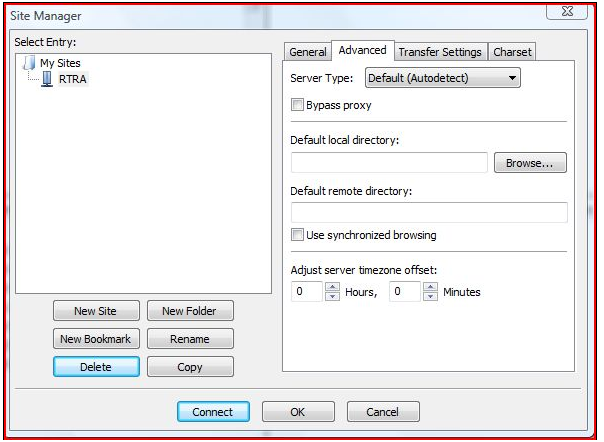 Site Manager
Select Entry:
My Sites
RTRA
New Site
New Folder
New Bookmark
Rename
Delete
Copy
General
Advanced
Transfer Settings
Charset
Server Type:
Default (Autodetect)
Bypass proxy
Default local directory:
Browse...
Default remote directory:
Use synchronized browsing
Adjust server timezone offset:
0 Hours, 0 Minutes
Connect
OK
Cancel